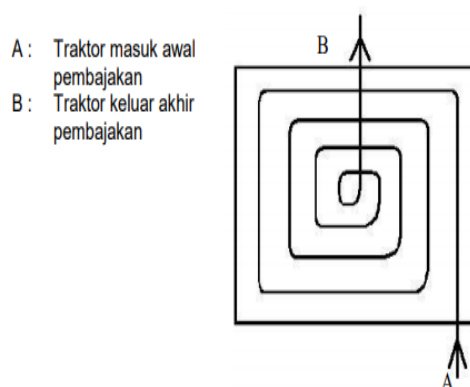 A : Traktor masuk awal
pembajakan
B : Traktor keluar akhir
pembajakan
B
A